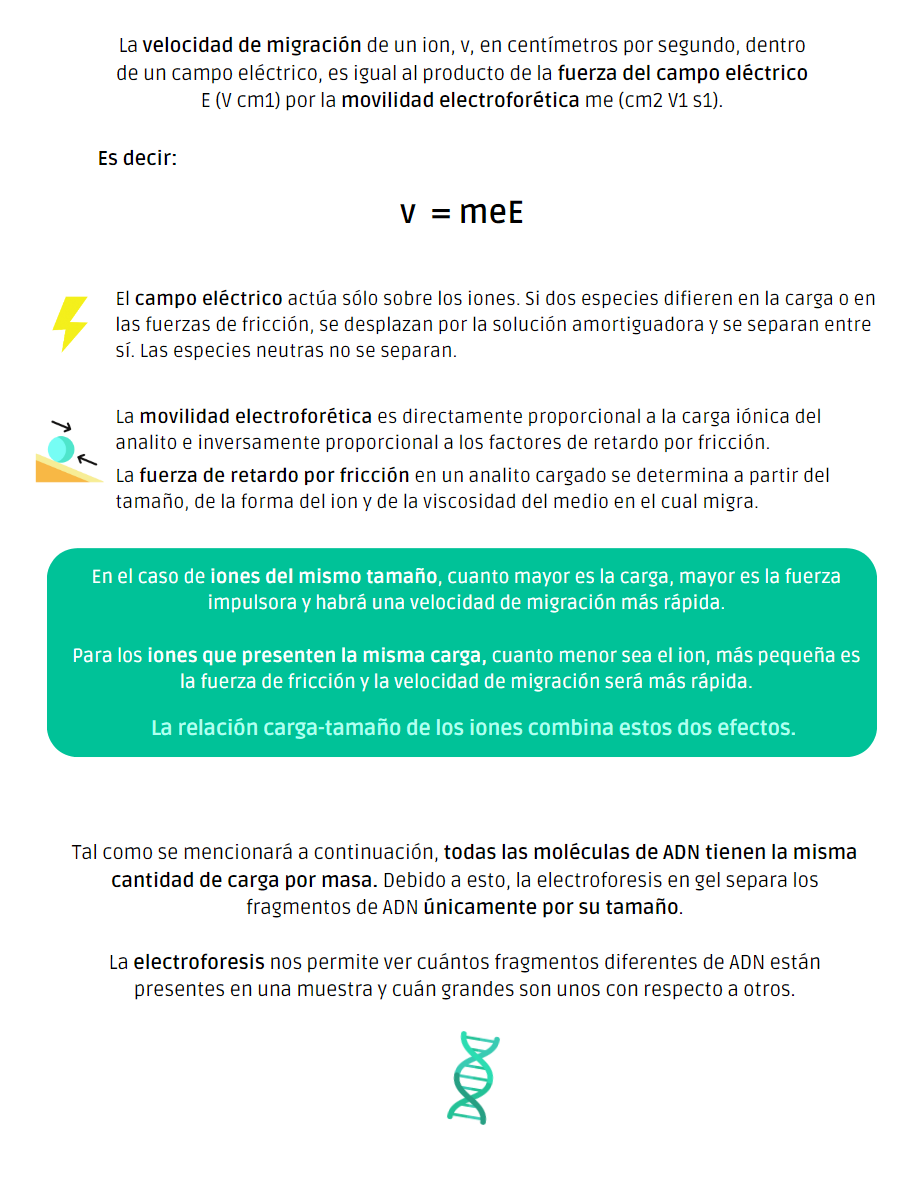 La velocidad de migración de un ion, v, en centímetros por segundo, dentro
de un campo eléctrico, es igual al producto de la fuerza del campo eléctrico
E (V cm1) por la movilidad electroforética me (cm2 V1 s1).
Es decir:
v = meE
El campo eléctrico actúa sólo sobre los iones. Si dos especies difieren en la carga o en
las fuerzas de fricción, se desplazan por la solución amortiguadora y se separan entre
sí. Las especies neutras no se separan.
La movilidad electroforética es directamente proporcional a la carga iónica del
analito e inversamente proporcional a los factores de retardo por fricción.
La fuerza de retardo por fricción en un analito cargado se determina a partir del
tamaño, de la forma del ion y de la viscosidad del medio en el cual migra.
En el caso de iones del mismo tamaño, cuanto mayor es la carga, mayor es la fuerza
impulsora y habrá una velocidad de migración más rápida.
Para los iones que presenten la misma carga, cuanto menor sea el ion, más pequeña es
la fuerza de fricción y la velocidad de migración será más rápida.
La relación carga-tamaño de los iones combina estos dos efectos.
Tal como se mencionará a continuación, todas las moléculas de ADN tienen la misma
cantidad de carga por masa. Debido a esto, la electroforesis en gel separa los
fragmentos de ADN únicamente por su tamaño.
La electroforesis nos permite ver cuántos fragmentos diferentes de ADN están
presentes en una muestra y cuán grandes son unos con respecto a otros.